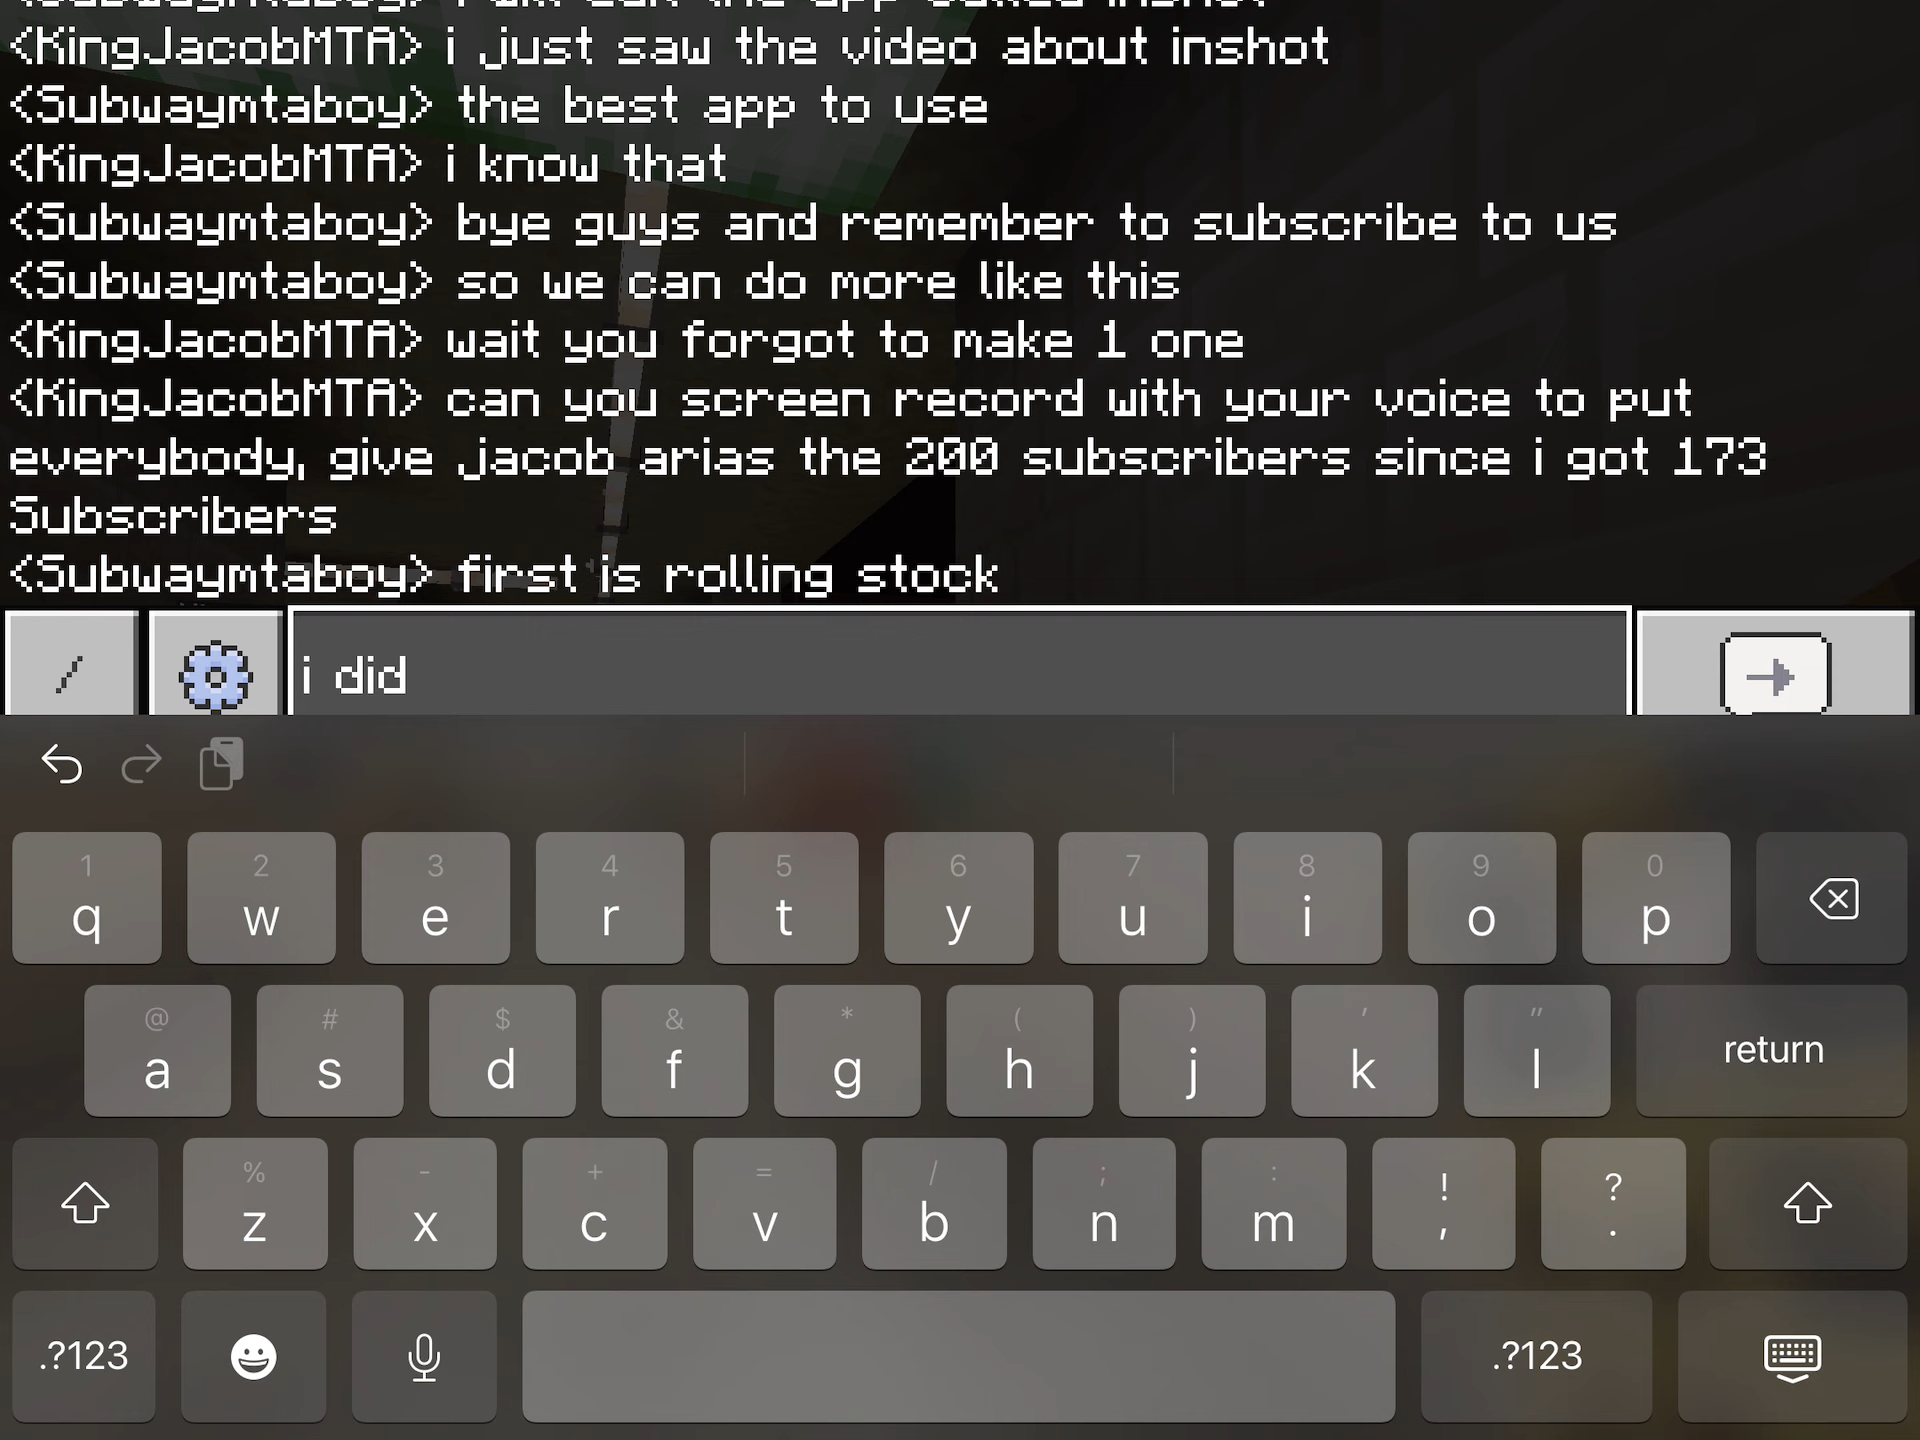 <KingJacobMTA> i just saw the video about inshot
<Subwaymtaboy> the best app to use
<KingJacobMTA> i know that
<Subwaymtaboy> bye guys and remember to subscribe to us
<Subwaymtaboy> so we can do more like this
<KingJacobMTA> wait you forgot to make 1 one
<KingJacobMTA> can you screen record with your voice to put
everybody, give jacob arias the 200 subscribers since i got 173
Subscribers
<Subwaymtaboy> first is rolling stock
/ i did
1 2 3 4 5 6 7 8 9 0
q w e r t y u i o p
@ # $ & * ( ) ' "
a s d f g h j k l return
% - + = / ; : ! ?
z x c v b n m , .
.?123 .?123